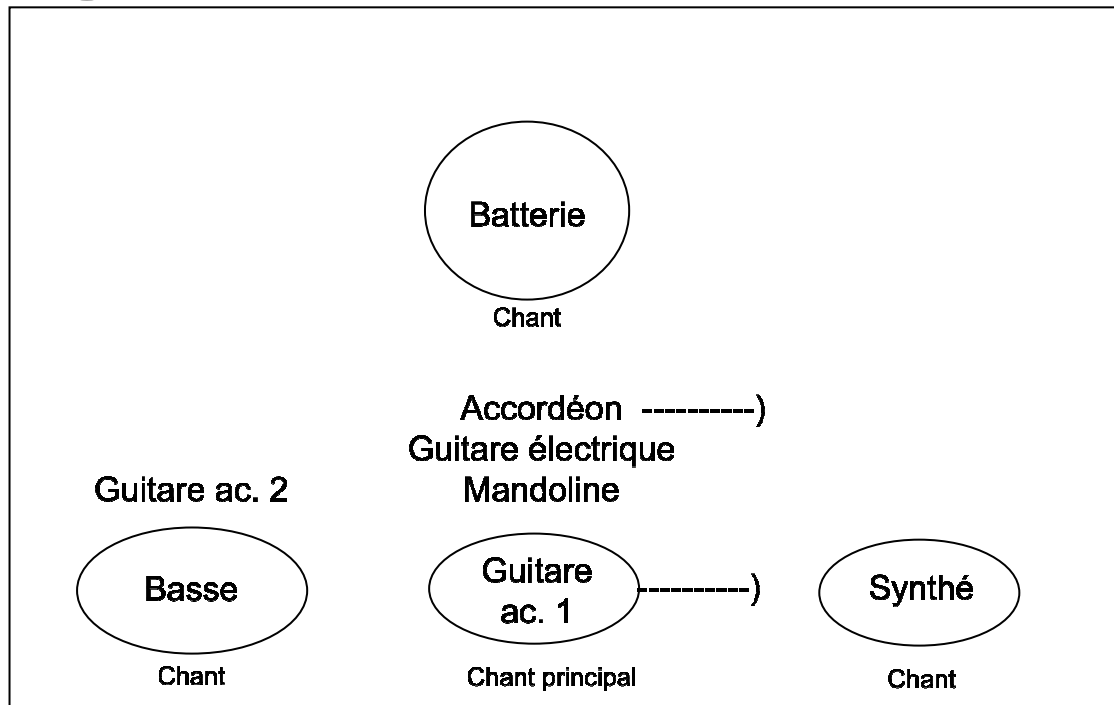 Batterie
Chant
Accordéon ----------)
Guitare électrique
Guitare ac. 2
Mandoline
Basse
Guitare
ac. 1
----------)
Synthé
Chant
Chant principal
Chant